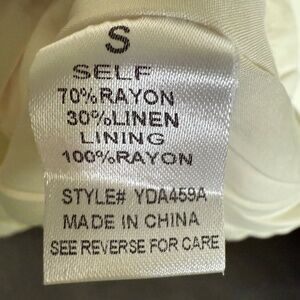 S
SELF
70%RAYON
30%LINEN
LINING
100%RAYON
STYLE# YDA459A
MADE IN CHINA
SEE REVERSE FOR CARE